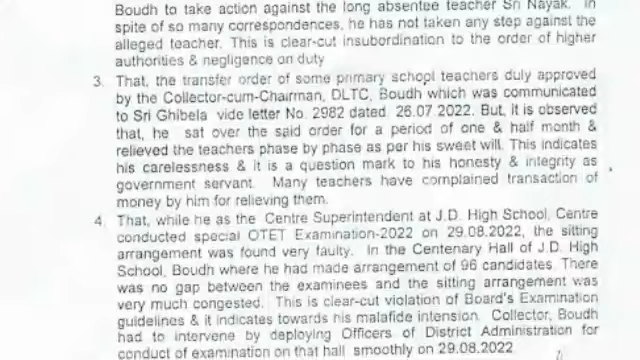 Boudh to take action against the long absentee teacher Sri Nayak. In
spite of so many correspondences, he has not taken any step against the
alleged teacher. This is clear-cut insubordination to the order of higher
authorities & negligence on duty
3. That, the transfer order of some primary school teachers duly approved
by the Collector-cum-Chairman, DLTC, Boudh which was communicated
to Sri Ghibela vide letter No. 2982 dated 26.07.2022. But, it is observed
that, he sat over the said order for a period of one & half month &
relieved the teachers phase by phase as per his sweet will. This indicates
his carelessness & it is a question mark to his honesty & integrity as
government servant. Many teachers have complained transaction of
money by him for relieving them.
4. That, while he as the Centre Superintendent at J.D. High School, Centre
conducted special OTET Examination-2022 on 29.08.2022, the sitting
arrangement was found very faulty. In the Centenary Hall of J.D. High
School, Boudh where he had made arrangement of 96 candidates. There
was no gap between the examinees and the sitting arrangement was
very much congested. This is clear-cut violation of Board's Examination
guidelines & it indicates towards his malafide intension. Collector, Boudh
had to intervene by deploying Officers of District Administration for
conduct of examination on that hall smoothly on 29.08.2022